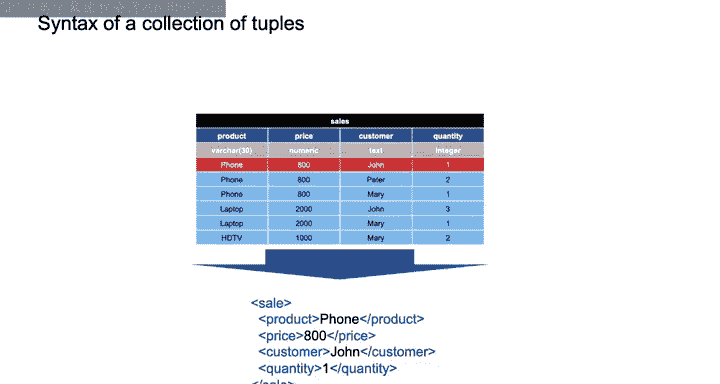 Syntax of a collection of tuples
sales
product price customer quantity
varchar(30) numeric text integer
Phone 800 John 1
Phone 800 Peter 2
Phone 800 Mary 1
Laptop 2000 John 3
Laptop 2000 Mary 1
HDTV 1000 Mary 2
<sale>
<product>Phone</product>
<price>800</price>
<customer>John</customer>
<quantity>1</quantity>
</sale>